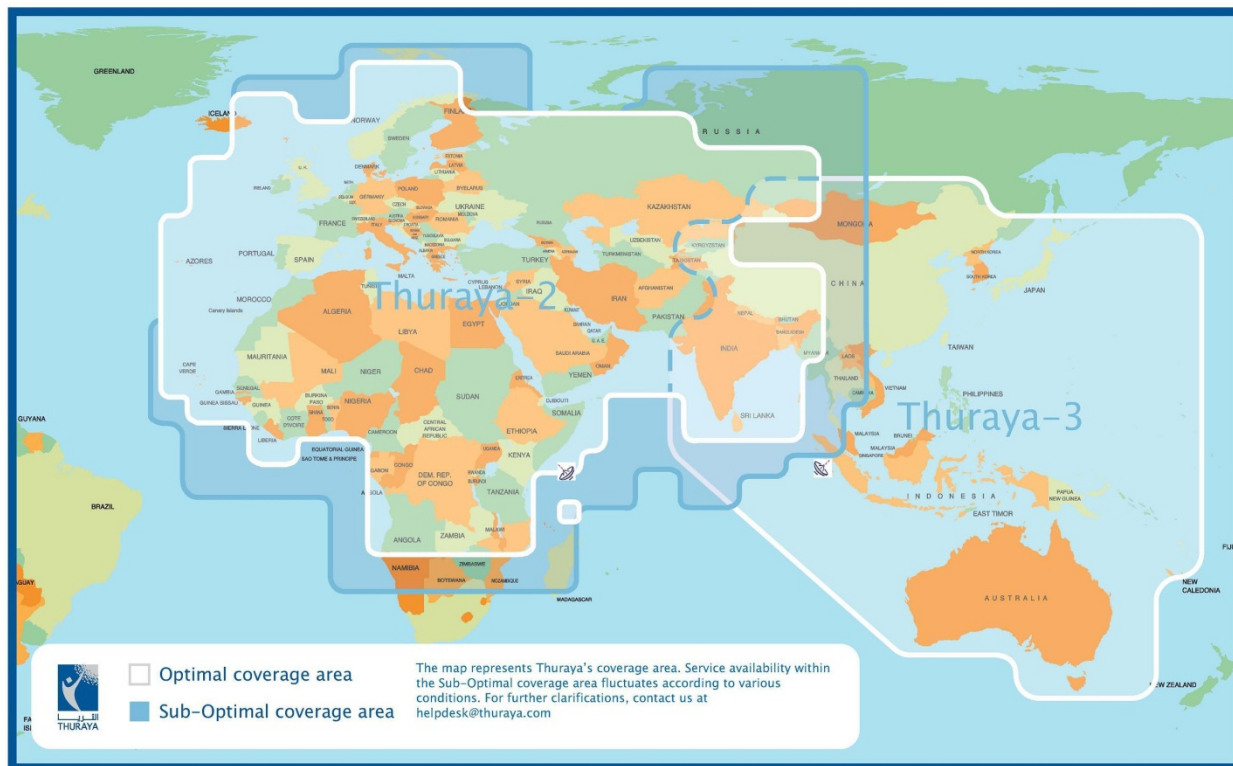 GREENLAND
ICELAND
NORWAY
SWEDEN
RUSSIA
U.K.
DENMARK
ESTONIA
LATVIA
LITHUANIA
IRELAND
GERMANY
POLAND
BYELARUS
CZECH
UKRAINE
MOLDOVA
FRANCE
AUSTRIA
ROMANIA
ITALY
KAZAKHSTAN
MONGOLIA
AZORES
PORTUGAL
SPAIN
TURKEY
UZBEKISTAN
KYRGYZSTAN
TURKMENISTAN
TAJIKISTAN
NORTH KOREA
SOUTH KOREA
JAPAN
CHINA
MALTA
CYPRUS
LEBANON
SYRIA
IRAQ
IRAN
AFGHANISTAN
MOROCCO
Canary Islands
Thuraya-2
ALGERIA
LIBYA
EGYPT
KUWAIT
BAHRAIN
QATAR
U.A.E.
PAKISTAN
NEPAL
BHUTAN
BANGLADESH
INDIA
TAIWAN
MAURITANIA
SAUDI ARABIA
OMAN
MYANMAR
LAOS
CAPE
VERDE
MALI
NIGER
CHAD
SUDAN
ERITREA
YEMEN
THAILAND
VIETNAM
PHILIPPINES
SENEGAL
GAMBIA
GUINEA BISSAU
GUINEA
BURKINA
FASO
NIGERIA
DJIBOUTI
SOMALIA
SRI LANKA
Thuraya-3
GUYANA
SIERRA LEONE
LIBERIA
COTE
D'IVOIRE
TOGO
CAMEROON
CENTRAL
AFRICAN
REPUBLIC
ETHIOPIA
MALAYSIA
BRUNEI
MALAYSIA
SINGAPORE
EQUATORIAL GUINEA
SAO TOME & PRINCIPE
GABON
CONGO
DEM. REP.
OF CONGO
UGANDA
KENYA
RWANDA
BURUNDI
TANZANIA
INDONESIA
PAPUA
NEW GUINEA
EAST TIMOR
BRAZIL
ANGOLA
ANGOLA
ZAMBIA
MALAWI
NAMIBIA
ZIMBABWE
BOTSWANA
MOZAMBIQUE
MADAGASCAR
AUSTRALIA
NEW
CALEDONIA
NEW ZEALAND
Optimal coverage area
Sub-Optimal coverage area
الثريا
THURAYA
The map represents Thuraya's coverage area. Service availability within
the Sub-Optimal coverage area fluctuates according to various
conditions. For further clarifications, contact us at
helpdesk@thuraya.com